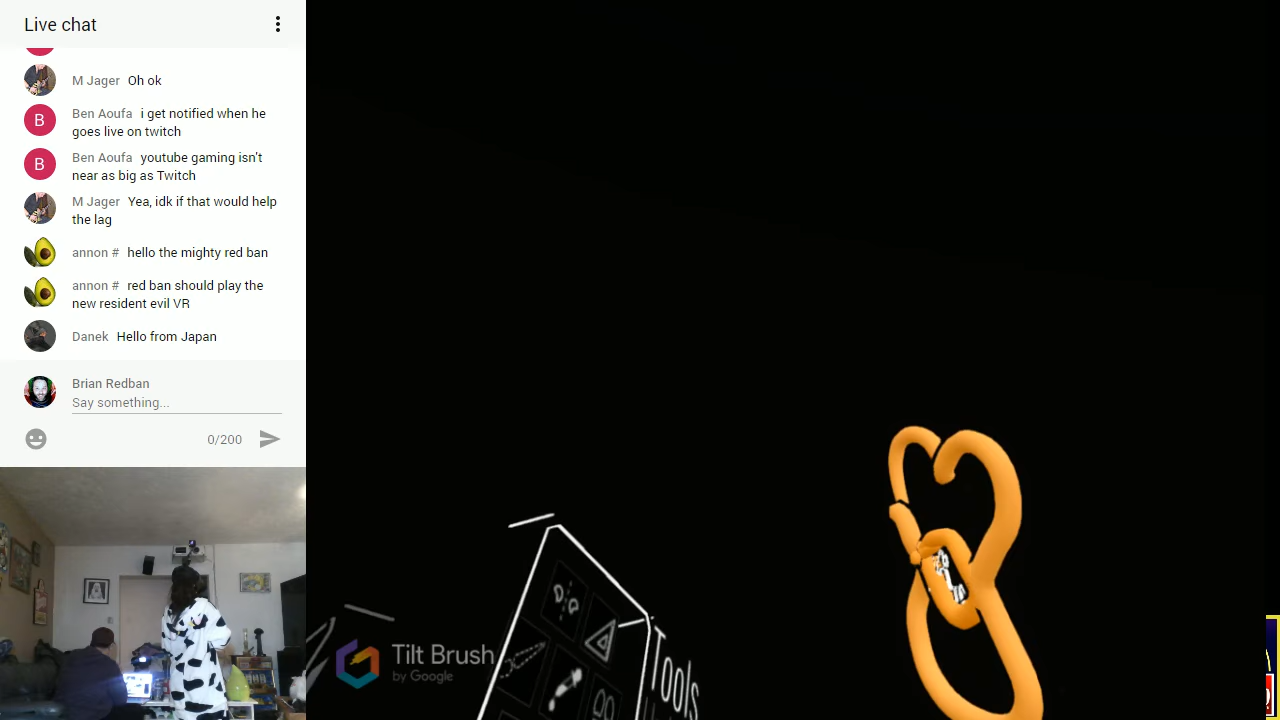 Live chat
M Jager Oh ok
Ben Aoufa i get notified when he
goes live on twitch
Ben Aoufa youtube gaming isn't
near as big as Twitch
M Jager Yea, idk if that would help
the lag
annon # hello the mighty red ban
annon # red ban should play the
new resident evil VR
Danek Hello from Japan
Brian Redban
Say something...
0/200
B
B
Tilt Brush
by Google
Tools